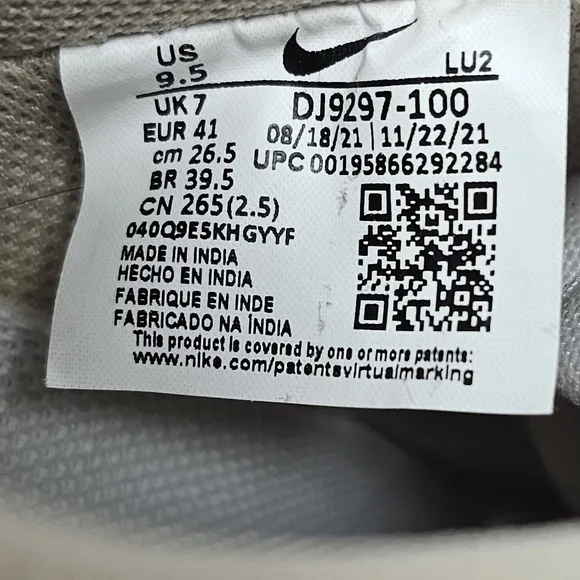 US
9.5
LU2
UK 7
DJ9297-100
EUR 41
08/18/21 | 11/22/21
cm 26.5
UPC 00195866292284
BR 39.5
CN 265(2.5)
040Q9E5KHGYYF
MADE IN INDIA
HECHO EN INDIA
FABRIQUE EN INDE
FABRICADO NA ÍNDIA
This product is covered by one or more patents:
www.nike.com/patentsvirtualmarking